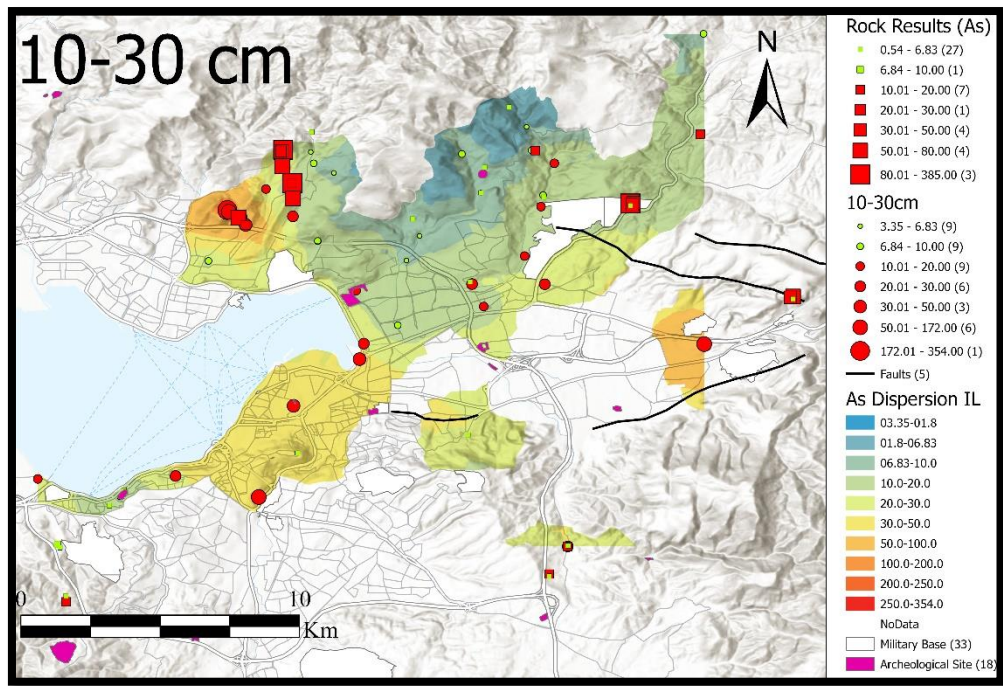 10-30 cm
N
0
10
Km
Rock Results (As)
0.54 - 6.83 (27)
6.84 - 10.00 (1)
10.01 - 20.00 (7)
20.01 - 30.00 (1)
30.01 - 50.00 (4)
50.01 - 80.00 (4)
80.01 - 385.00 (3)
10-30cm
3.35 - 6.83 (9)
6.84 - 10.00 (9)
10.01 - 20.00 (9)
20.01 - 30.00 (6)
30.01 - 50.00 (3)
50.01 - 172.00 (6)
172.01 - 354.00 (1)
Faults (5)
As Dispersion IL
03.35-01.8
01.8-06.83
06.83-10.0
10.0-20.0
20.0-30.0
30.0-50.0
50.0-100.0
100.0-200.0
200.0-250.0
250.0-354.0
NoData
Military Base (33)
Archeological Site (18)